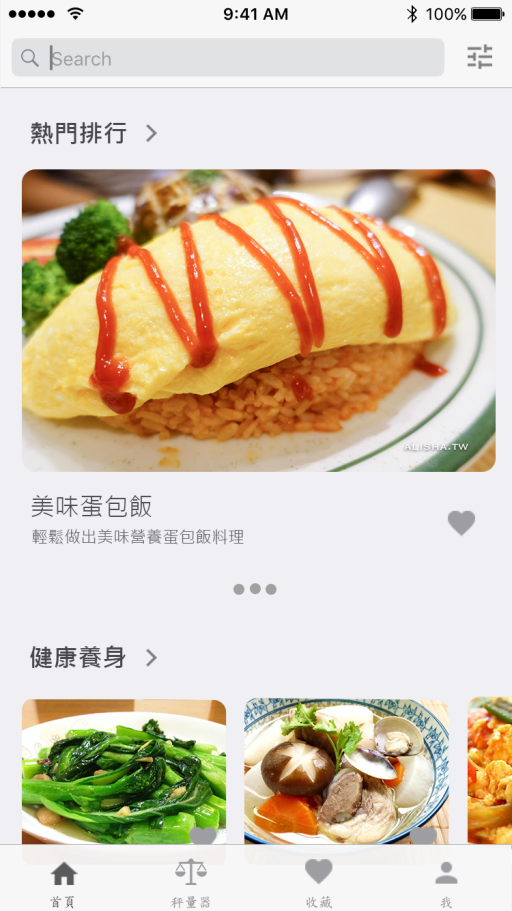 9:41 AM
100%
Search
熱門排行
ALISHA.TW
美味蛋包飯
輕鬆做出美味營養蛋包飯料理
健康養身
首頁
秤量器
收藏
我